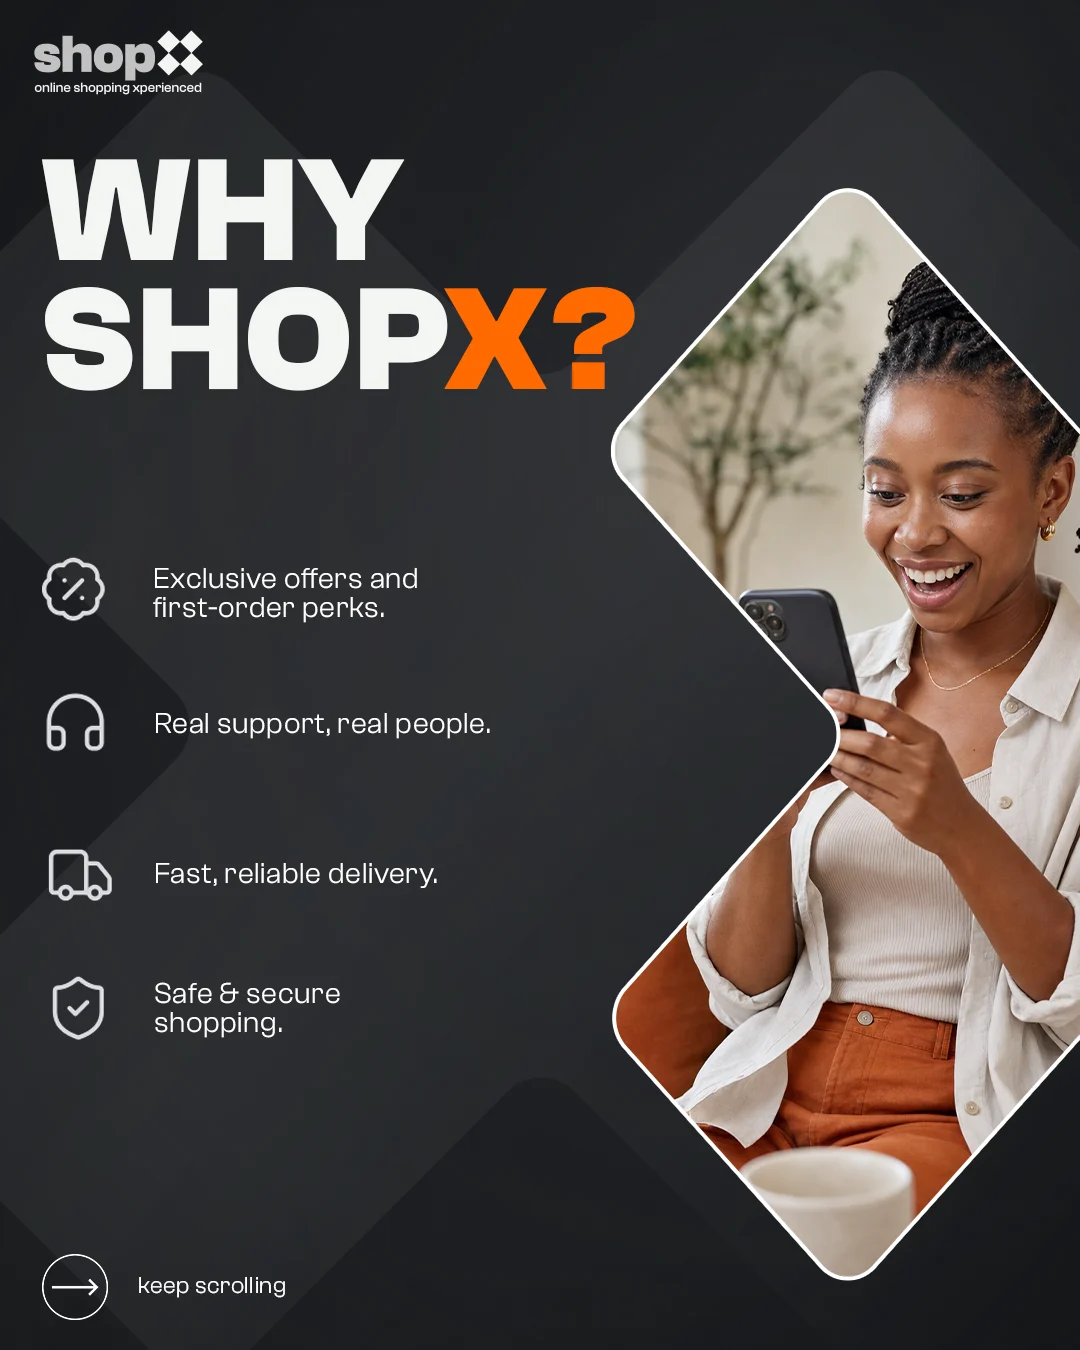 shopX
online shopping xperienced
WHY
SHOPX?
Exclusive offers and
first-order perks.
Real support, real people.
Fast, reliable delivery.
Safe & secure
shopping.
keep scrolling